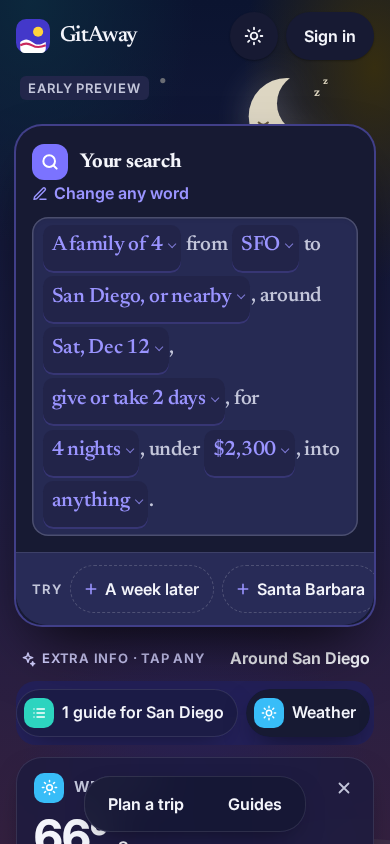 GitAway
Sign in
EARLY PREVIEW
z z
Your search
Change any word
A family of 4 from SFO to
San Diego, or nearby, around
Sat, Dec 12,
give or take 2 days, for
4 nights, under $2,300, into
anything.
TRY + A week later + Santa Barbara
EXTRA INFO · TAP ANY Around San Diego
1 guide for San Diego Weather
66°
Plan a trip Guides